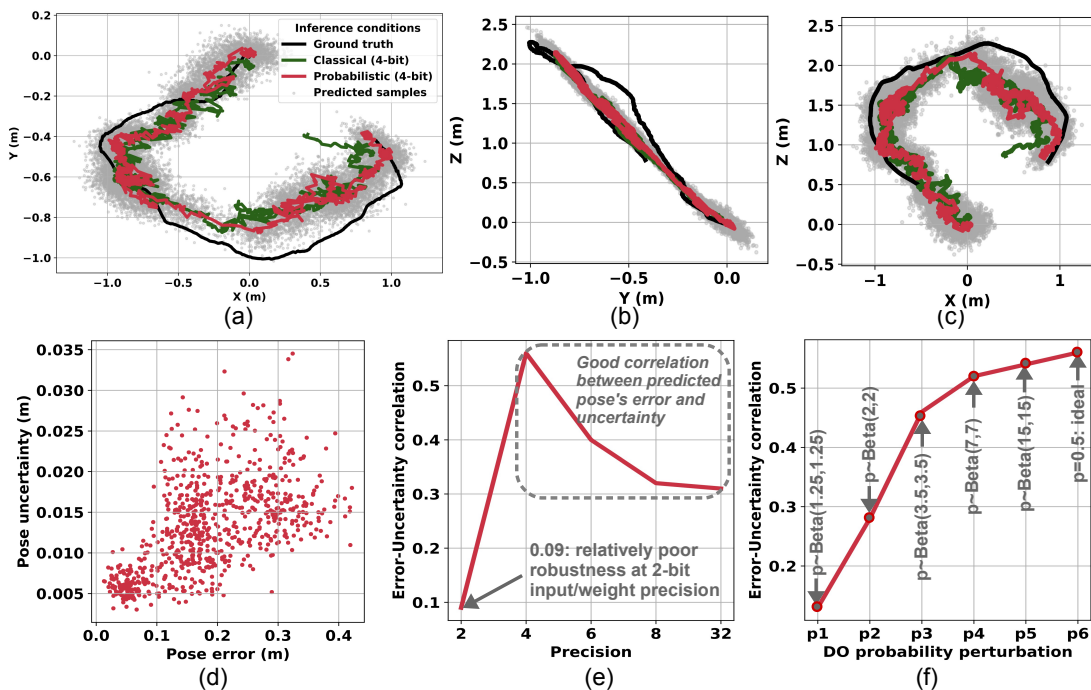 0.2
0.0
−0.2
−0.4
−0.6
−0.8
−1.0
Y (m)
Inference conditions
Ground truth
Classical (4-bit)
Probabilistic (4-bit)
Predicted samples
−1.0 −0.5 0.0 0.5 1.0
X (m)
(a)
2.5
2.0
1.5
1.0
0.5
0.0
−0.5
Z (m)
−1.0 −0.5 0.0
Y (m)
(b)
2.5
2.0
1.5
1.0
0.5
0.0
−0.5
Z (m)
−1 0 1
X (m)
(c)
0.035
0.030
0.025
0.020
0.015
0.010
0.005
Pose uncertainty (m)
0.0 0.1 0.2 0.3 0.4
Pose error (m)
(d)
0.5
0.4
0.3
0.2
0.1
Error-Uncertainty correlation
Good correlation
between predicted
pose's error and
uncertainty
0.09: relatively poor
robustness at 2-bit
input/weight precision
2 4 6 8 32
Precision
(e)
0.5
0.4
0.3
0.2
Error-Uncertainty correlation
p~Beta(1.25,1.25)
p~Beta(2,2)
p~Beta(3.5,3.5)
p~Beta(7,7)
p~Beta(15,15)
p=0.5: ideal
p1 p2 p3 p4 p5 p6
DO probability perturbation
(f)